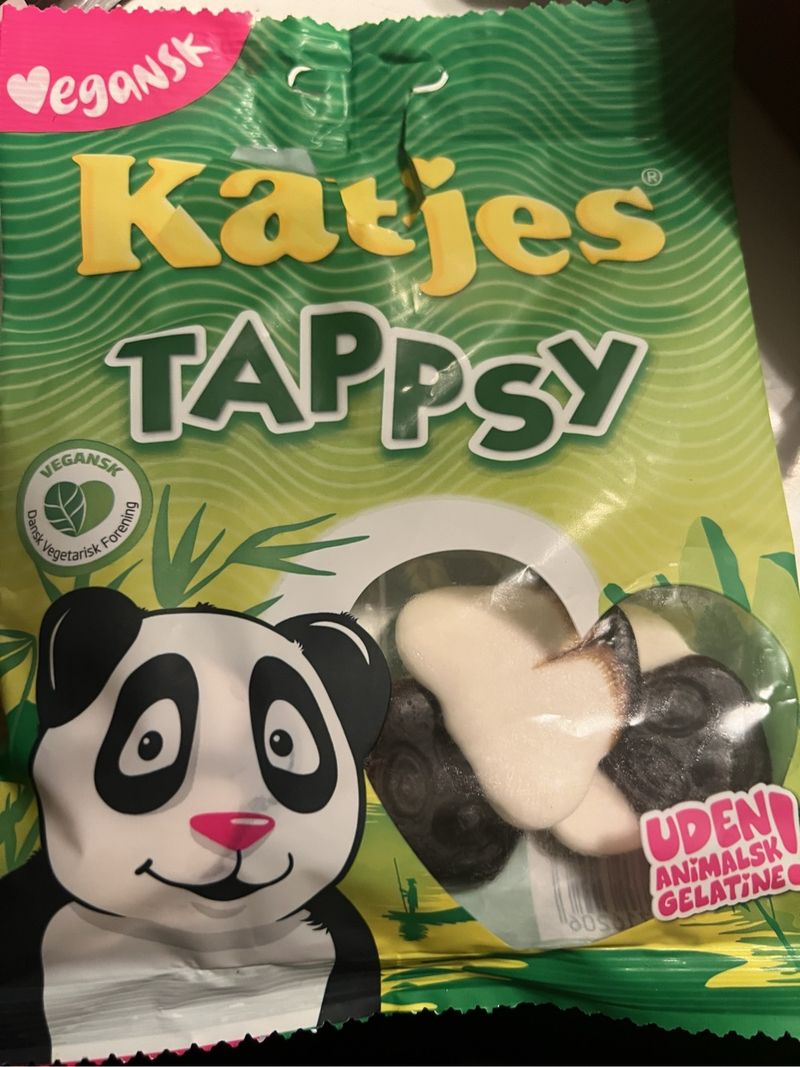 Vegansk
Katjes®
TAPPSY
VEGANSK
Dansk Vegetarisk Forening
UDEN
ANiMALSK
GELATiNE!